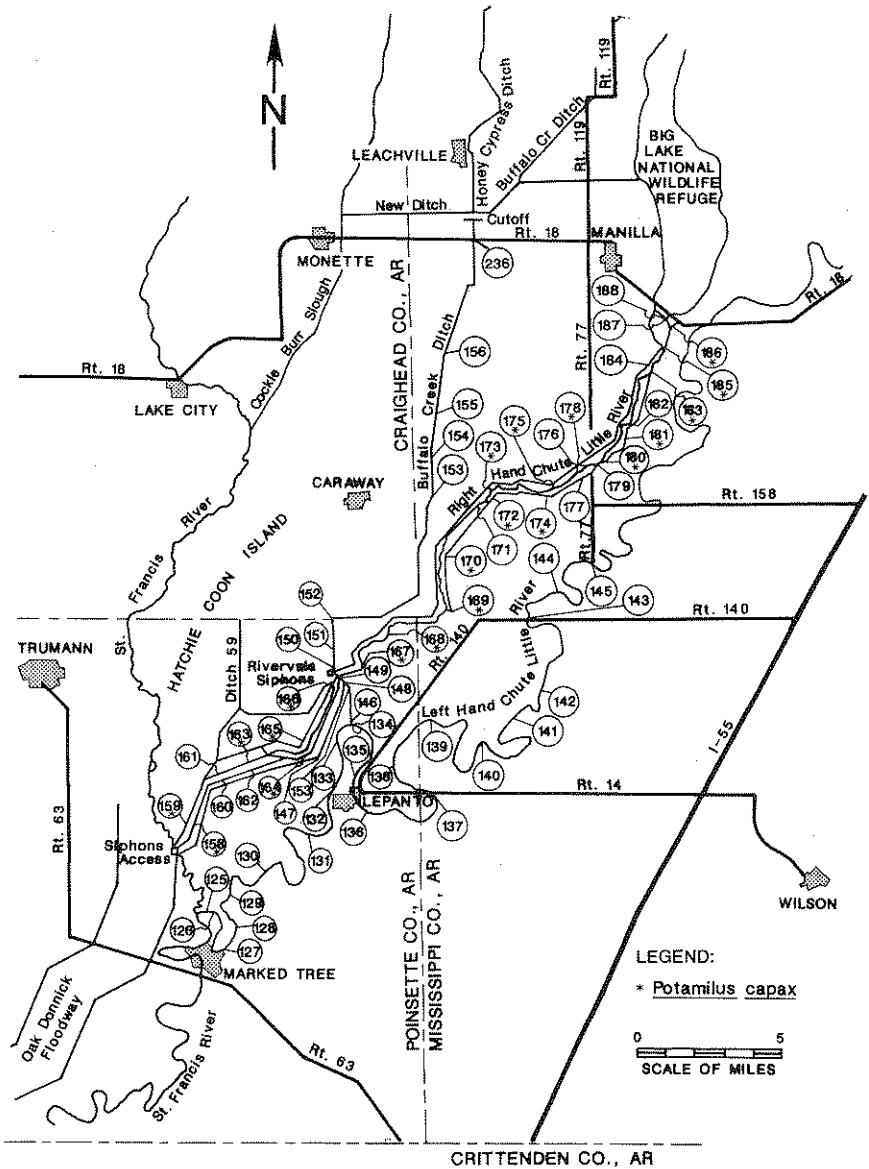 Rt. 119
N
Honey Cypress Ditch
LEACHVILLE
Buffalo Cr Ditch
Rt. 119
BIG
LAKE
NATIONAL
WILDLIFE
REFUGE
New Ditch
Cutoff
Rt. 18
MANILLA
MONETTE
236
188
Rt. 18
187
186
*
Cockle Burr Slough
CRAIGHEAD CO., AR
Ditch
156
Rt. 77
184
185
*
Rt. 18
LAKE CITY
Creek
155
178
*
River
182
183
*
175
*
154
173
*
176
Little
181
*
Buffalo
153
Hand Chute
180
*
CARAWAY
Right
179
Rt. 158
172
*
174
*
177
171
Rt. 77
River
170
*
144
145
143
Francis
HATCHIE COON ISLAND
152
169
*
River
Rt. 140
St.
150
151
168
*
Rt. 140
TRUMANN
Ditch 59
167
*
Rivervale
Siphons
149
148
Left Hand Chute Little
142
166
*
146
141
134
139
I-55
163
*
165
*
135
161
140
138
Rt. 14
159
*
160
162
164
*
147
153
133
132
LEPANTO
136
137
Rt. 63
Siphons
Access
158
*
131
130
125
129
POINSETTE CO., AR
MISSISSIPPI CO., AR
WILSON
126
128
127
MARKED TREE
LEGEND:
* Potamilus capax
Oak Donnick
Floodway
St. Francis River
0 5
SCALE OF MILES
Rt. 63
CRITTENDEN CO., AR